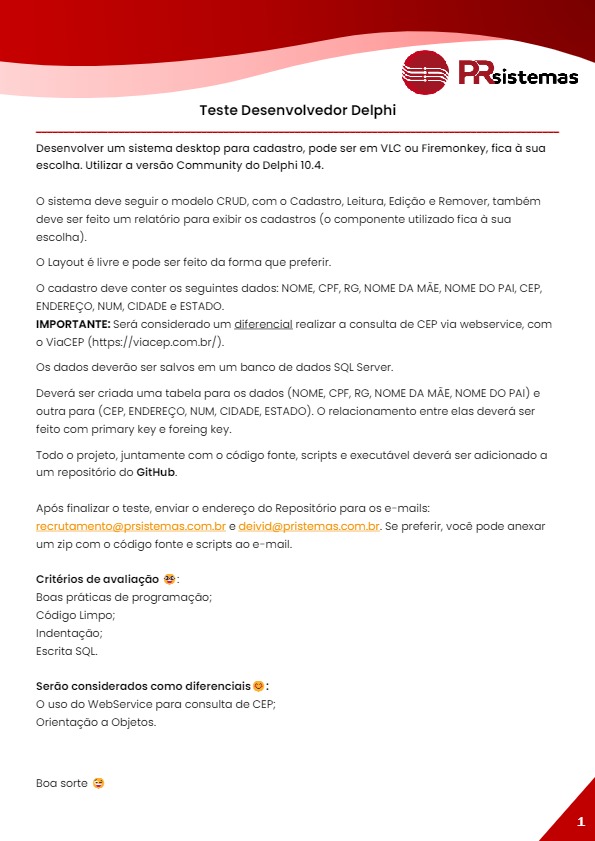 PRsistemas
Teste Desenvolvedor Delphi
Desenvolver um sistema desktop para cadastro, pode ser em VLC ou Firemonkey, fica à sua
escolha. Utilizar a versão Community do Delphi 10.4.
O sistema deve seguir o modelo CRUD, com o Cadastro, Leitura, Edição e Remover, também
deve ser feito um relatório para exibir os cadastros (o componente utilizado fica à sua
escolha).
O Layout é livre e pode ser feito da forma que preferir.
O cadastro deve conter os seguintes dados: NOME, CPF, RG, NOME DA MÃE, NOME DO PAI, CEP,
ENDEREÇO, NUM, CIDADE e ESTADO.
IMPORTANTE: Será considerado um diferencial realizar a consulta de CEP via webservice, com
o ViaCEP (https://viacep.com.br/).
Os dados deverão ser salvos em um banco de dados SQL Server.
Deverá ser criada uma tabela para os dados (NOME, CPF, RG, NOME DA MÃE, NOME DO PAI) e
outra para (CEP, ENDEREÇO, NUM, CIDADE, ESTADO). O relacionamento entre elas deverá ser
feito com primary key e foreing key.
Todo o projeto, juntamente com o código fonte, scripts e executável deverá ser adicionado a
um repositório do GitHub.
Após finalizar o teste, enviar o endereço do Repositório para os e-mails:
recrutamento@prsistemas.com.br e deivid@pristemas.com.br. Se preferir, você pode anexar
um zip com o código fonte e scripts ao e-mail.
Critérios de avaliação 😅:
Boas práticas de programação;
Código Limpo;
Indentação;
Escrita SQL.
Serão considerados como diferenciais😊:
O uso do WebService para consulta de CEP;
Orientação a Objetos.
Boa sorte 😅
1